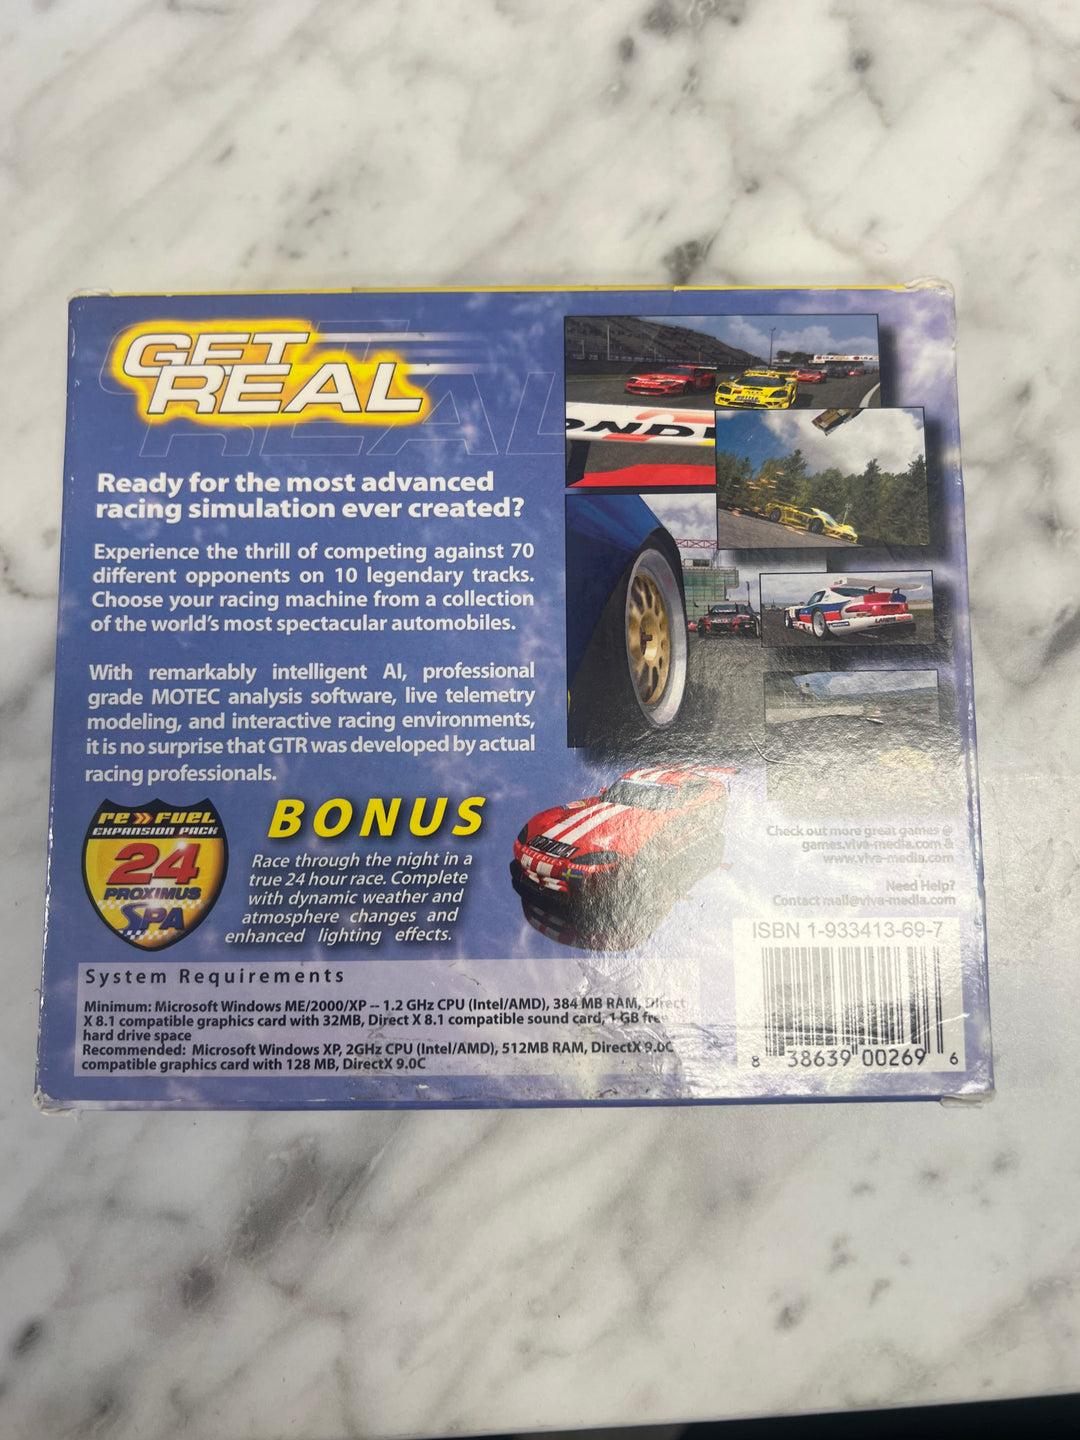 GET
REAL
Ready for the most advanced
racing simulation ever created?
Experience the thrill of competing against 70
different opponents on 10 legendary tracks.
Choose your racing machine from a collection
of the world's most spectacular automobiles.
With remarkably intelligent AI, professional
grade MOTEC analysis software, live telemetry
modeling, and interactive racing environments,
it is no surprise that GTR was developed by actual
racing professionals.
RE»FUEL
EXPANSION PACK
24
PROXIMUS
SPA
BONUS
Race through the night in a
true 24 hour race. Complete
with dynamic weather and
atmosphere changes and
enhanced lighting effects.
Check out more great games @
games.viva-media.com &
www.viva-media.com
Need Help?
Contact mail@viva-media.com
ISBN 1-933413-69-7
8 38639 00269 6
System Requirements
Minimum: Microsoft Windows ME/2000/XP -- 1.2 GHz CPU (Intel/AMD), 384 MB RAM, Direct
X 8.1 compatible graphics card with 32MB, Direct X 8.1 compatible sound card, 1 GB free
hard drive space
Recommended: Microsoft Windows XP, 2GHz CPU (Intel/AMD), 512MB RAM, DirectX 9.0C
compatible graphics card with 128 MB, DirectX 9.0C